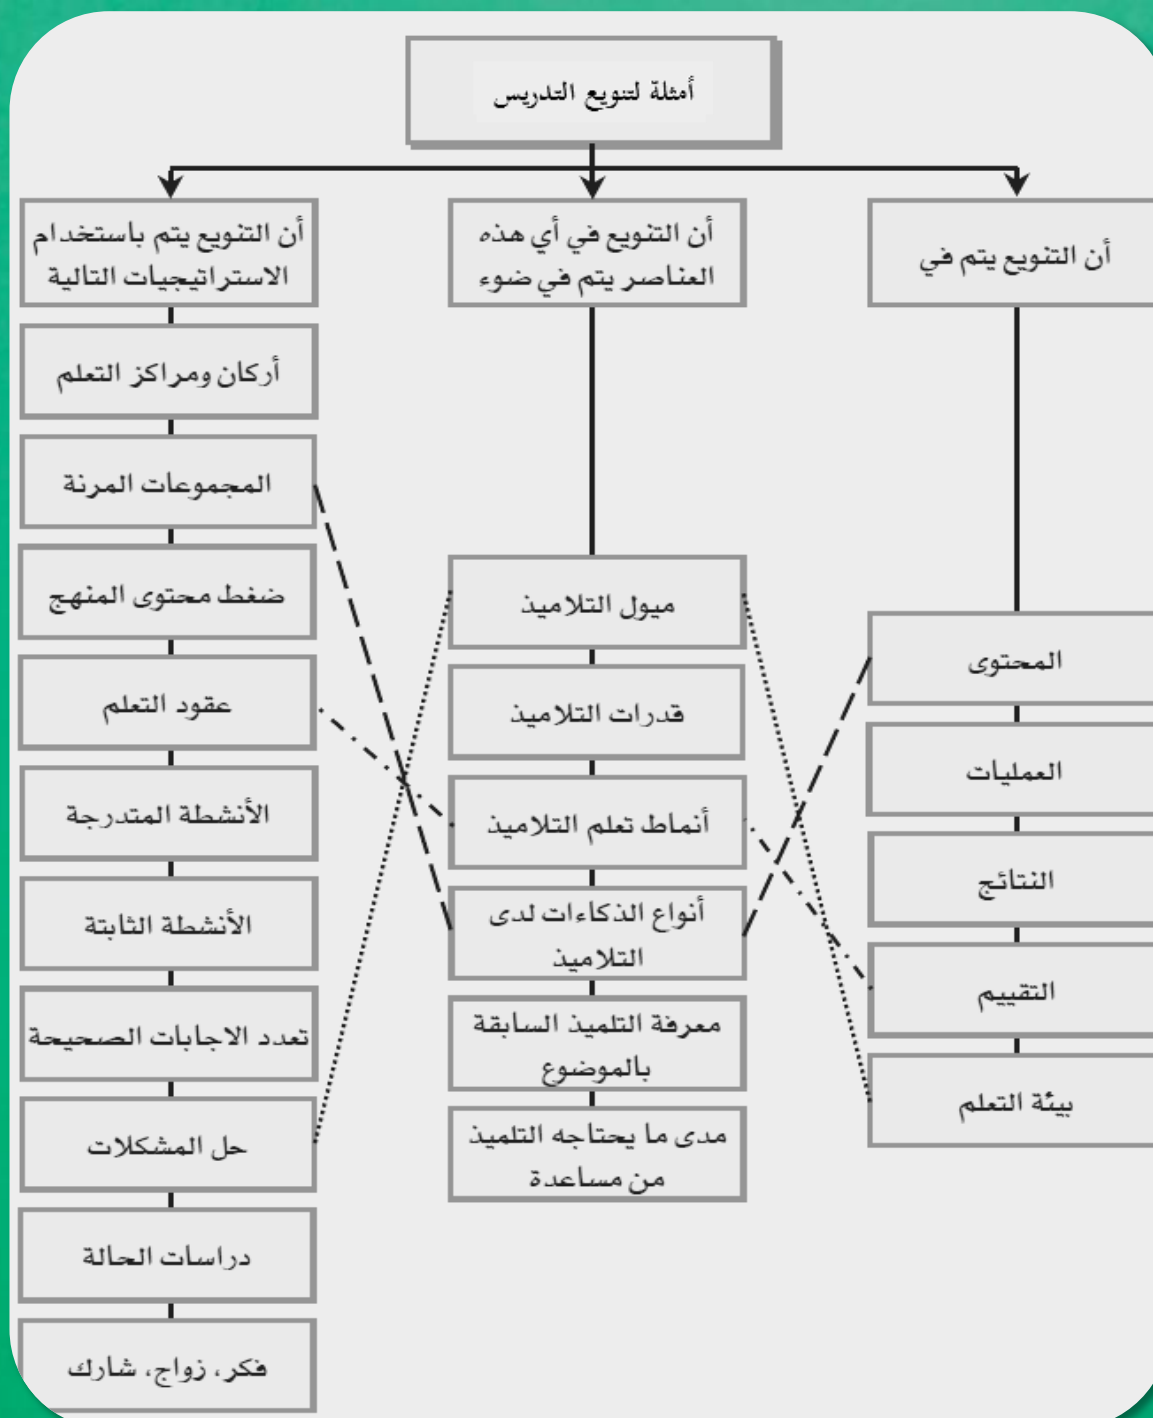 أمثلة لتنويع التدريس
أن التنويع يتم في
المحتوى
العمليات
النتائج
التقييم
بيئة التعلم
أن التنويع في أي هذه
العناصر يتم في ضوء
ميول التلاميذ
قدرات التلاميذ
أنماط تعلم التلاميذ
أنواع الذكاءات لدى
التلاميذ
معرفة التلميذ السابقة
بالموضوع
مدى ما يحتاجه التلميذ
من مساعدة
أن التنويع يتم باستخدام
الاستراتيجيات التالية
أركان ومراكز التعلم
المجموعات المرنة
ضغط محتوى المنهج
عقود التعلم
الأنشطة المتدرجة
الأنشطة الثابتة
تعدد الاجابات الصحيحة
حل المشكلات
دراسات الحالة
فكر، زواج، شارك